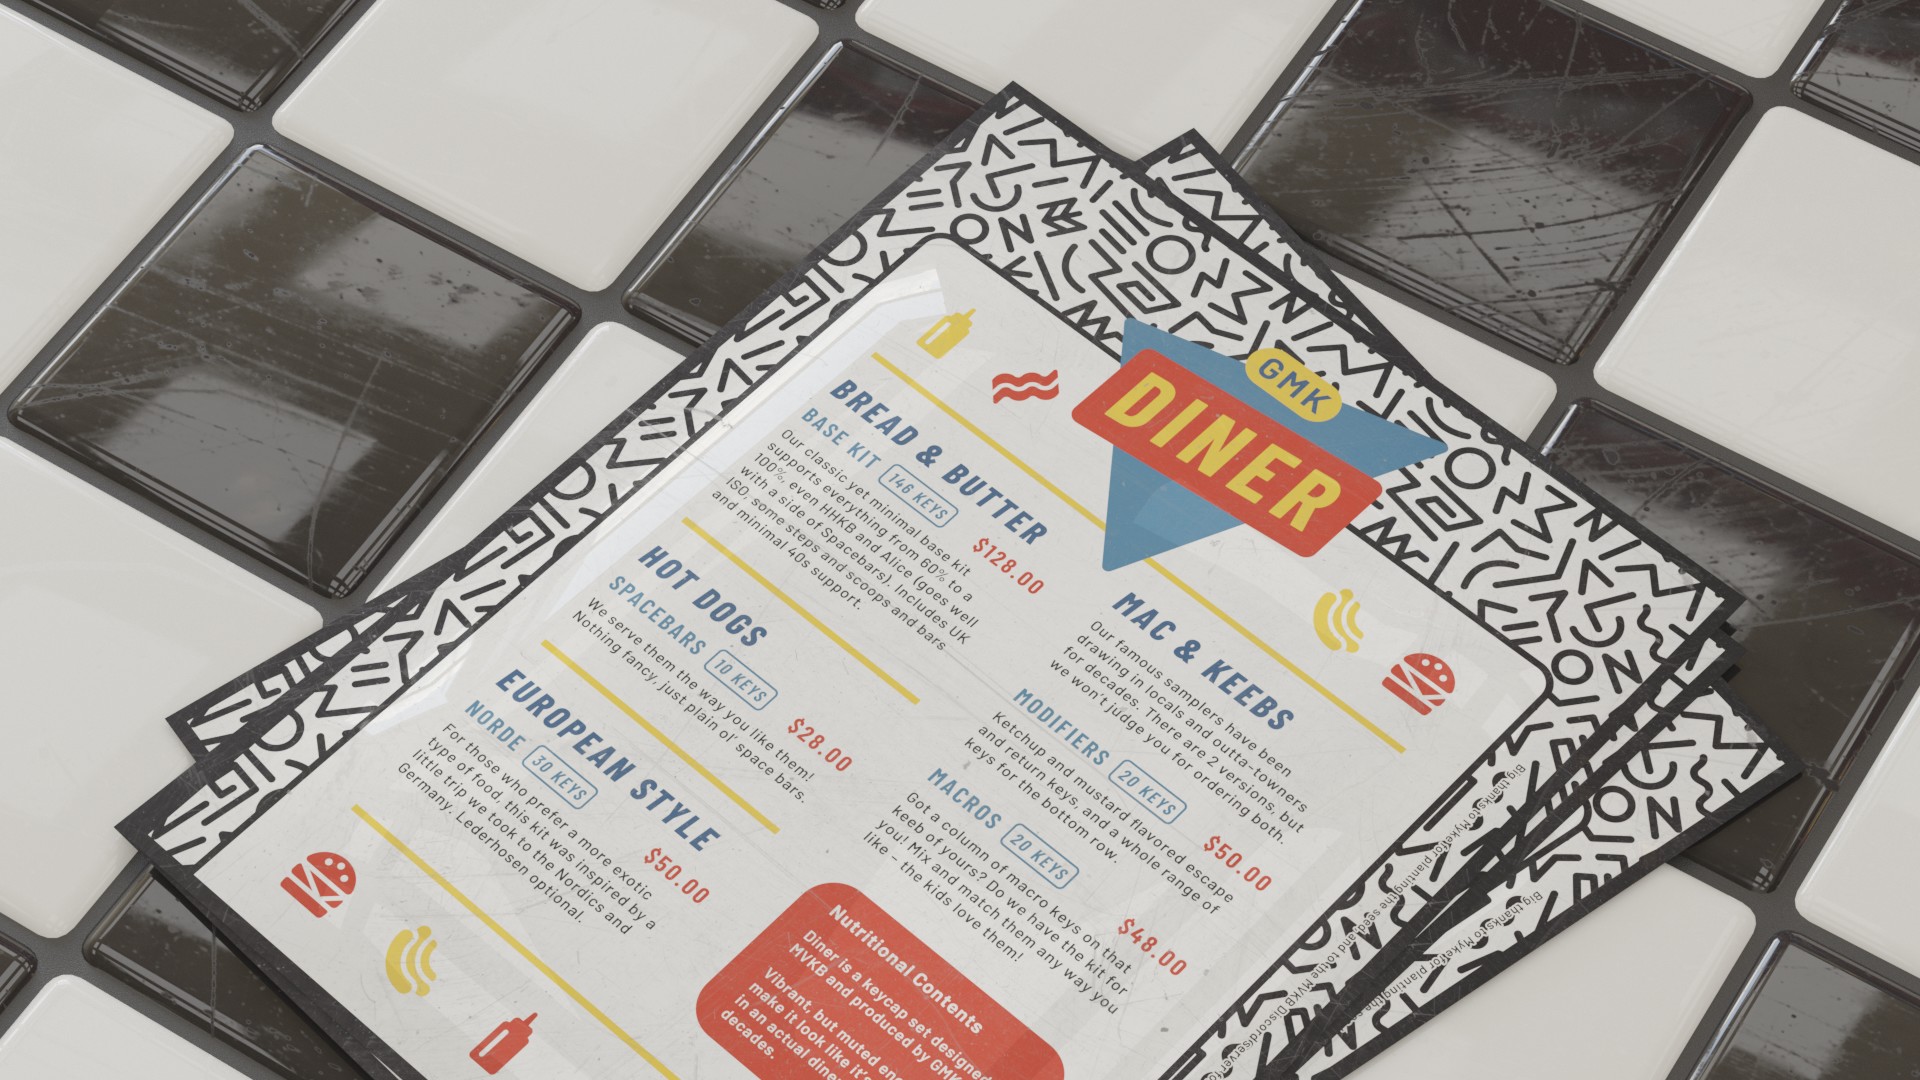 GMK
DINER
BREAD & BUTTER
BASE KIT 146 KEYS
$128.00
Our classic yet minimal base kit
supports everything from 60% to a
100%, even HHKB and Alice (goes well
with a side of Spacebars). Includes UK
ISO, some steps and scoops and bars
and minimal 40s support.
HOT DOGS
SPACEBARS 10 KEYS
$28.00
We serve them the way you like them!
Nothing fancy, just plain ol' space bars.
EUROPEAN STYLE
NORDE 30 KEYS
$50.00
For those who prefer a more exotic
type of food, this kit was inspired by a
little trip we took to the Nordics and
Germany. Lederhosen optional.
MAC & KEEBS
Our famous samplers have been
drawing in locals and outta-towners
for decades. There are 2 versions, but
we won't judge you for ordering both.
MODIFIERS 20 KEYS
$50.00
Ketchup and mustard flavored escape
and return keys, and a whole range of
keys for the bottom row.
MACROS 20 KEYS
$48.00
Got a column of macro keys on that
keeb of yours? Do we have the kit for
you! Mix and match them any way you
like – the kids love them!
Nutritional Contents
Diner is a keycap set designed
MVKB and produced by GMK
Vibrant, but muted
make it look like it's
in an actual
decades.
Big thanks to Myke for planting the seed and to the MVKB Discord server
Big thanks to Myke for planting the